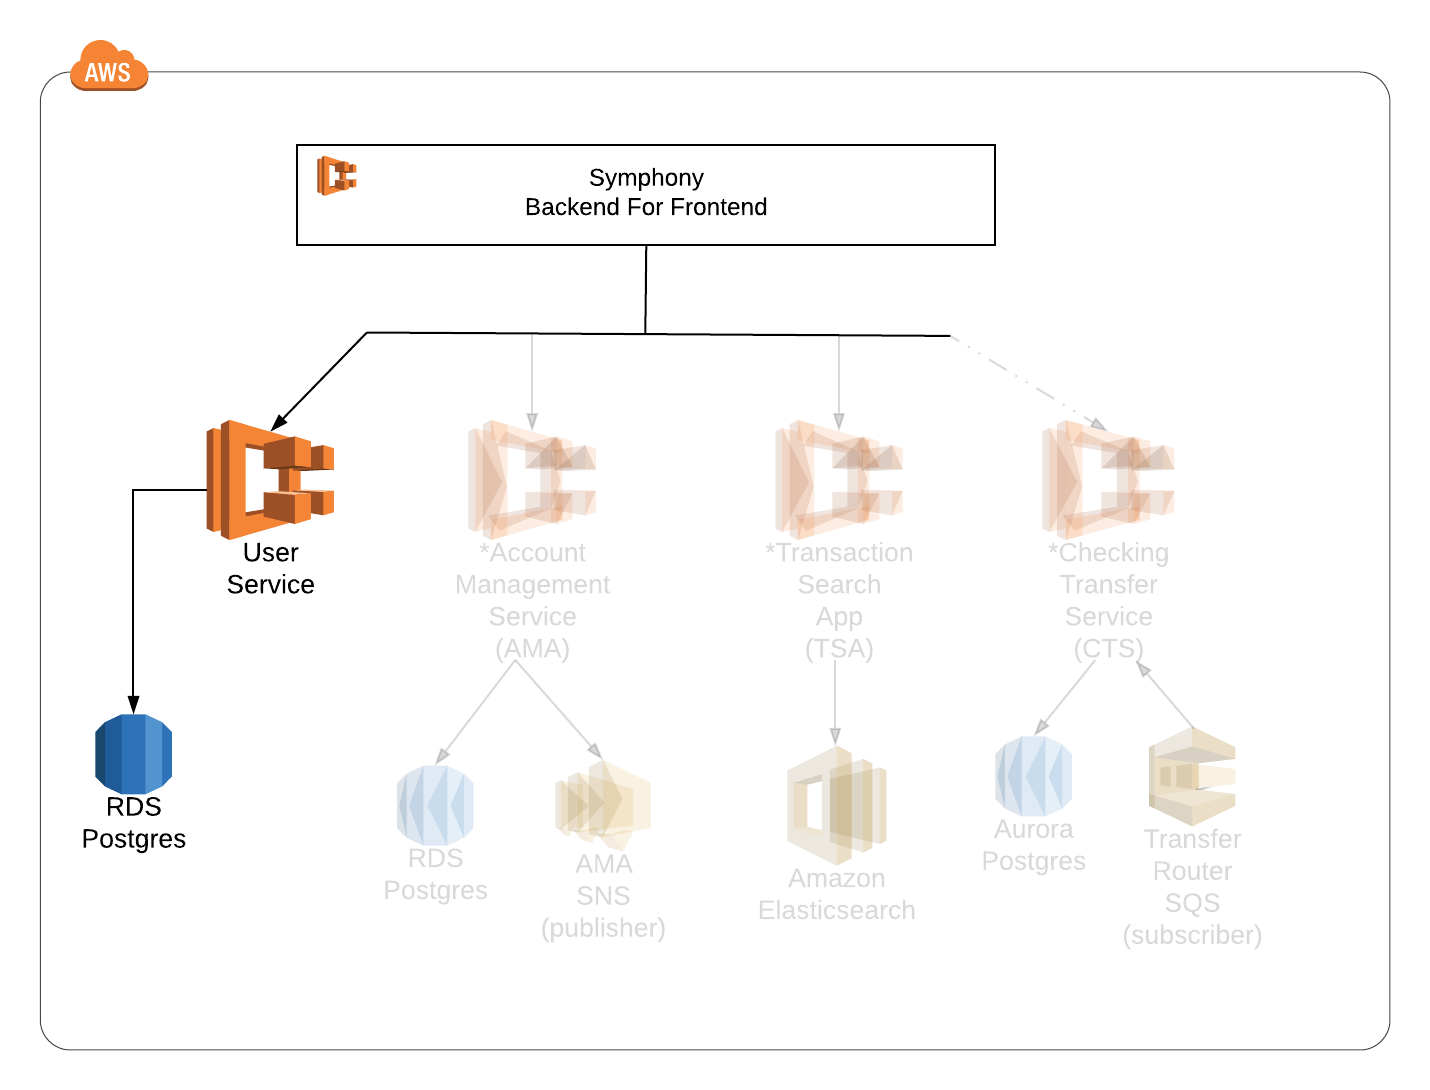 AWS
Symphony
Backend For Frontend
User
Service
*Account
Management
Service
(AMA)
*Transaction
Search
App
(TSA)
*Checking
Transfer
Service
(CTS)
RDS
Postgres
RDS
Postgres
AMA
SNS
(publisher)
Amazon
Elasticsearch
Aurora
Postgres
Transfer
Router
SQS
(subscriber)